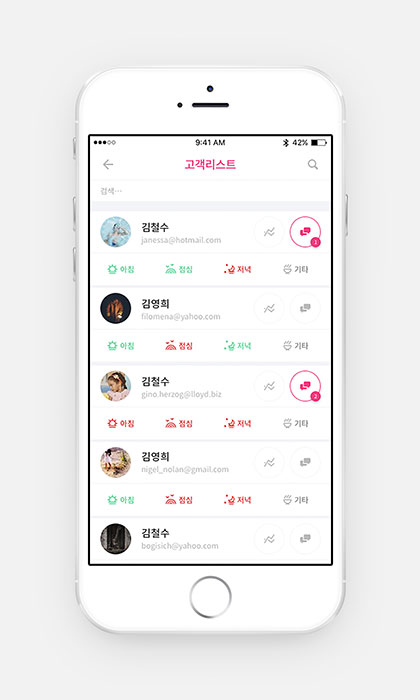 9:41 AM 42%
고객리스트
검색…
김철수
janessa@hotmail.com
1
아침 점심 저녁 기타
김영희
filomena@yahoo.com
아침 점심 저녁 기타
김철수
gino.herzog@lloyd.biz
2
아침 점심 저녁 기타
김영희
nigel_nolan@gmail.com
아침 점심 저녁 기타
김철수
bogisich@yahoo.com